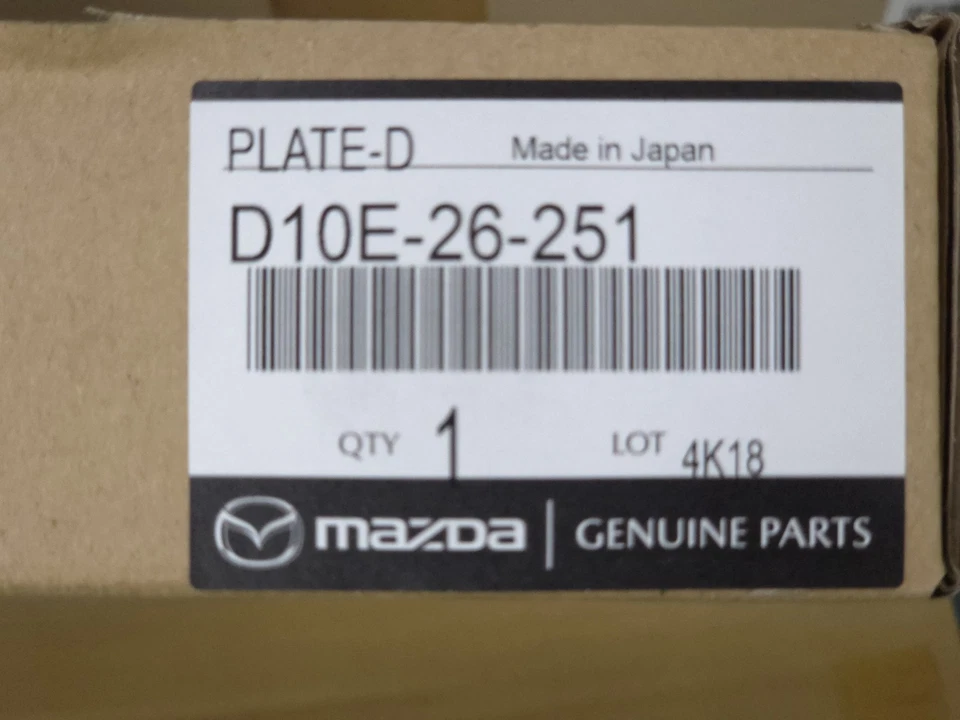 PLATE-D Made in Japan
D10E-26-251
QTY 1 LOT 4K18
mazda GENUINE PARTS